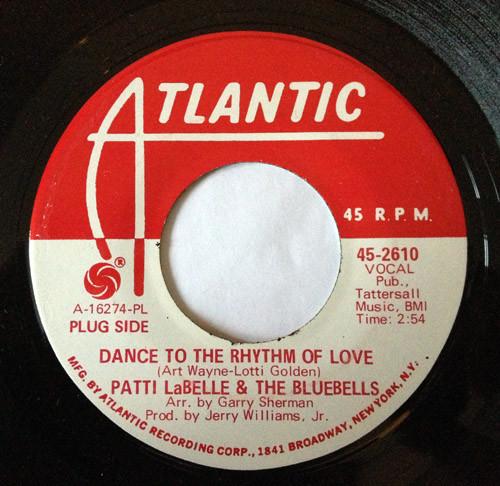 ATLANTIC
45 R.P.M.
®
A-16274-PL
PLUG SIDE
45-2610
VOCAL
Pub.,
Tattersall
Music, BMI
Time: 2:54
DANCE TO THE RHYTHM OF LOVE
(Art Wayne-Lotti Golden)
PATTI LaBELLE & THE BLUEBELLS
Arr. by Garry Sherman
Prod. by Jerry Williams, Jr.
MFG. BY ATLANTIC RECORDING CORP., 1841 BROADWAY, NEW YORK, N.Y.